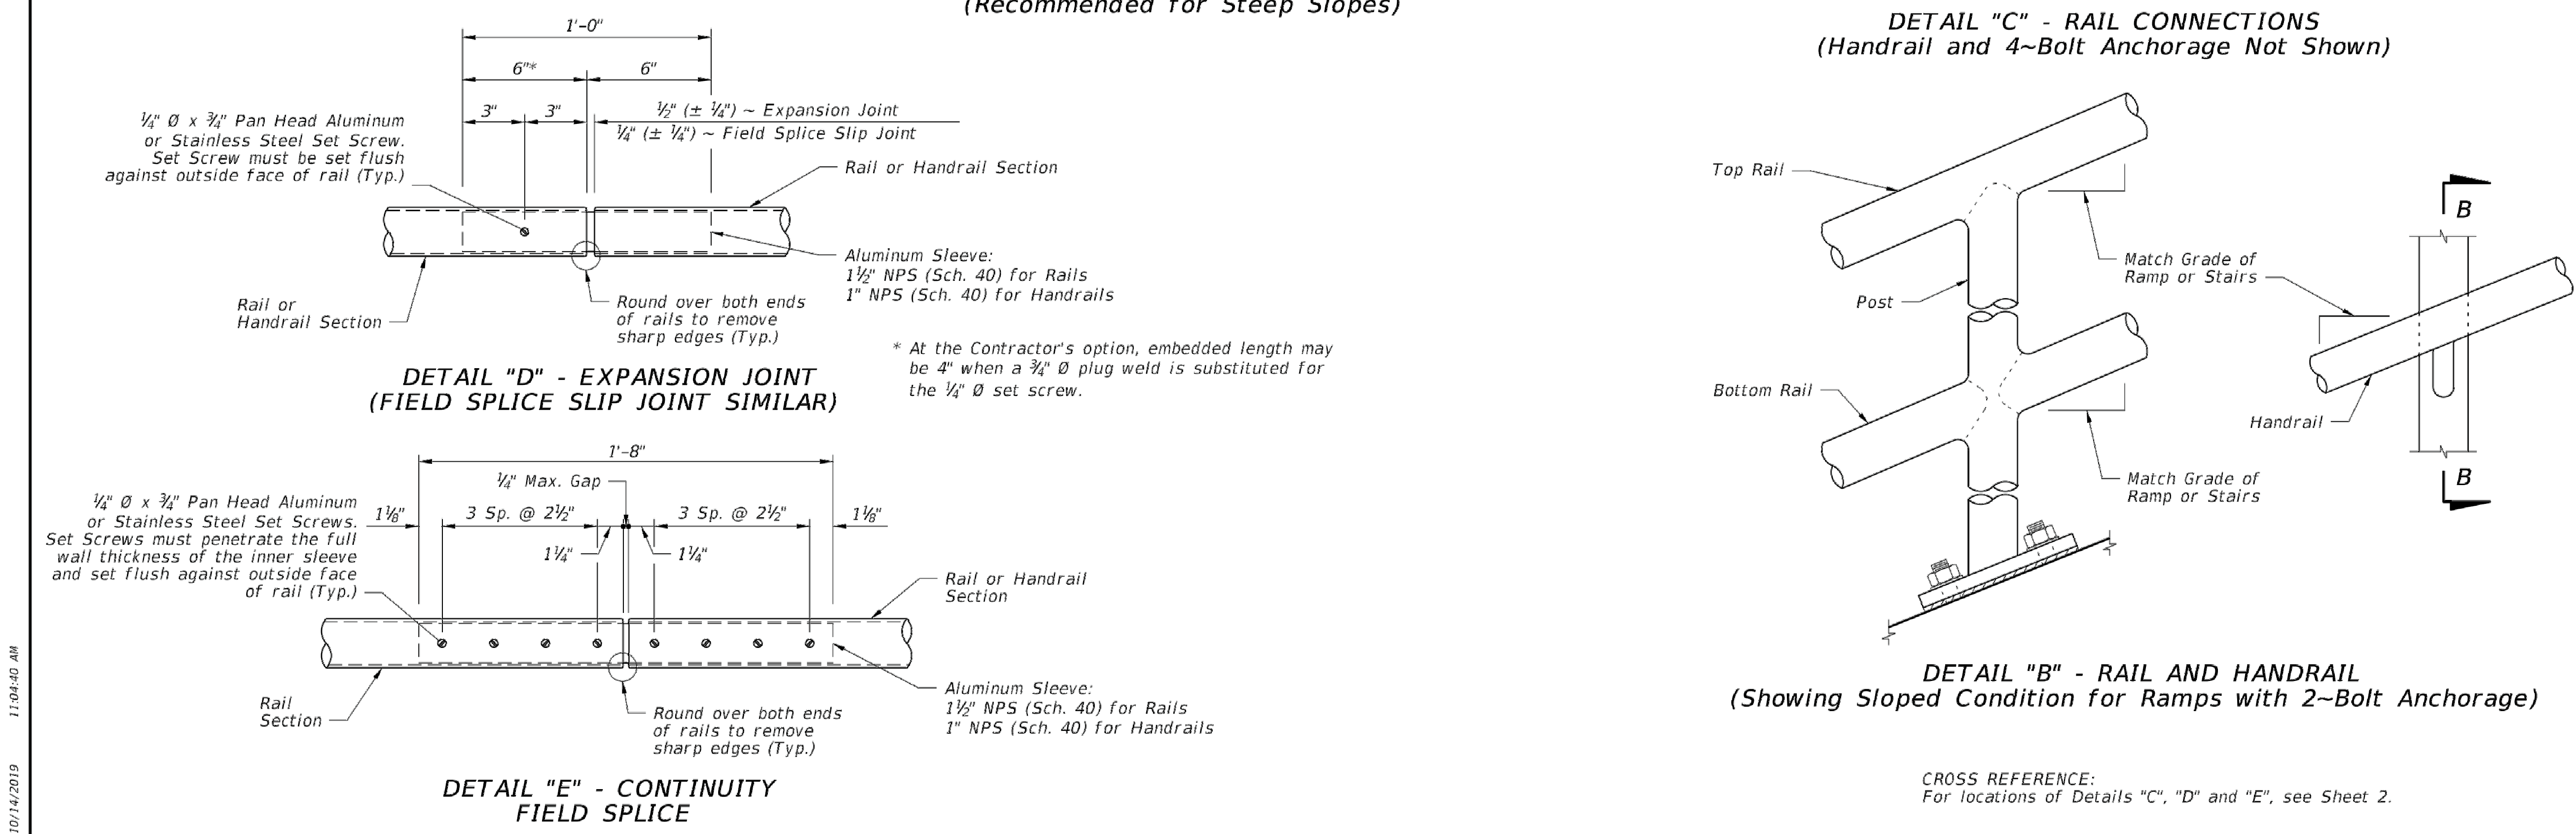 (Recommended for Steep Slopes)
1'-0"
6"*
6"
3"
3"
½" (± ¼") ~ Expansion Joint
¼" (± ¼") ~ Field Splice Slip Joint
¼" Ø x ¾" Pan Head Aluminum
or Stainless Steel Set Screw.
Set Screw must be set flush
against outside face of rail (Typ.)
Rail or Handrail Section
Aluminum Sleeve:
1½" NPS (Sch. 40) for Rails
1" NPS (Sch. 40) for Handrails
Rail or
Handrail Section
Round over both ends
of rails to remove
sharp edges (Typ.)
* At the Contractor's option, embedded length may
be 4" when a ¾" Ø plug weld is substituted for
the ¼" Ø set screw.
DETAIL "D" - EXPANSION JOINT
(FIELD SPLICE SLIP JOINT SIMILAR)
1'-8"
¼" Max. Gap
1⅛"
3 Sp. @ 2½"
3 Sp. @ 2½"
1⅛"
1¼"
1¼"
¼" Ø x ¾" Pan Head Aluminum
or Stainless Steel Set Screws.
Set Screws must penetrate the full
wall thickness of the inner sleeve
and set flush against outside face
of rail (Typ.)
Rail or Handrail
Section
Rail
Section
Round over both ends
of rails to remove
sharp edges (Typ.)
Aluminum Sleeve:
1½" NPS (Sch. 40) for Rails
1" NPS (Sch. 40) for Handrails
DETAIL "E" - CONTINUITY
FIELD SPLICE
DETAIL "C" - RAIL CONNECTIONS
(Handrail and 4~Bolt Anchorage Not Shown)
Top Rail
Post
Match Grade of
Ramp or Stairs
Bottom Rail
Match Grade of
Ramp or Stairs
B
Handrail
B
DETAIL "B" - RAIL AND HANDRAIL
(Showing Sloped Condition for Ramps with 2~Bolt Anchorage)
CROSS REFERENCE:
For locations of Details "C", "D" and "E", see Sheet 2.
10/14/2019 11:04:40 AM